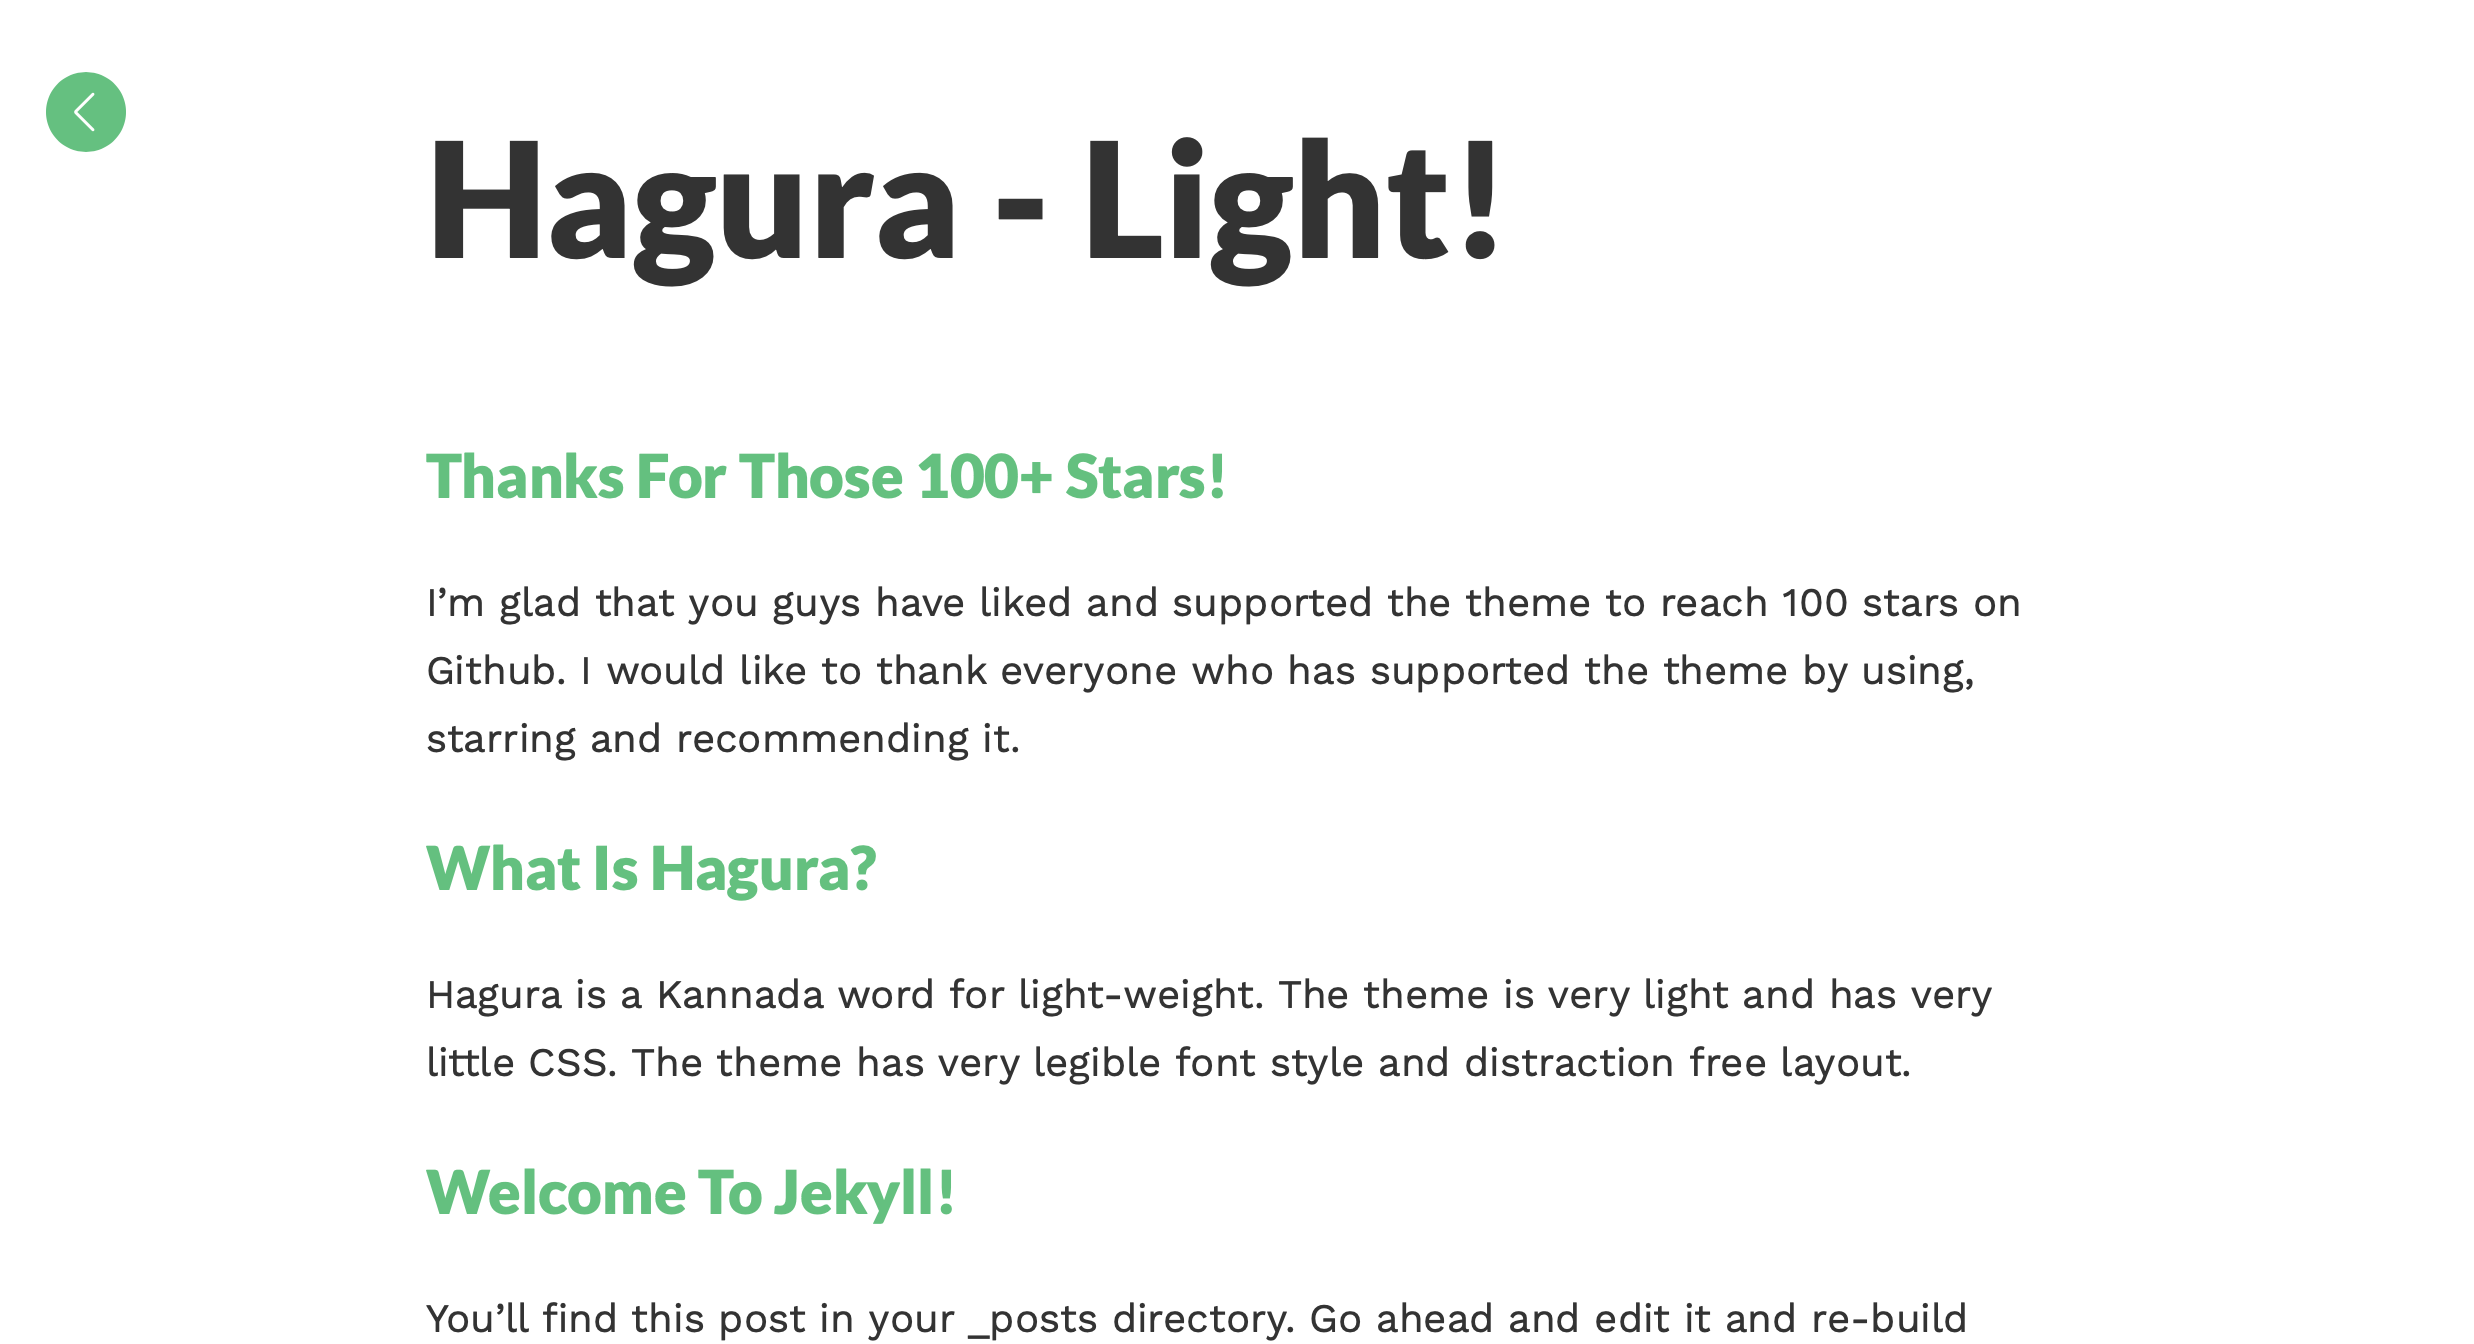 Hagura - Light!
Thanks For Those 100+ Stars!
I’m glad that you guys have liked and supported the theme to reach 100 stars on
Github. I would like to thank everyone who has supported the theme by using,
starring and recommending it.
What Is Hagura?
Hagura is a Kannada word for light-weight. The theme is very light and has very
little CSS. The theme has very legible font style and distraction free layout.
Welcome To Jekyll!
You’ll find this post in your _posts directory. Go ahead and edit it and re-build